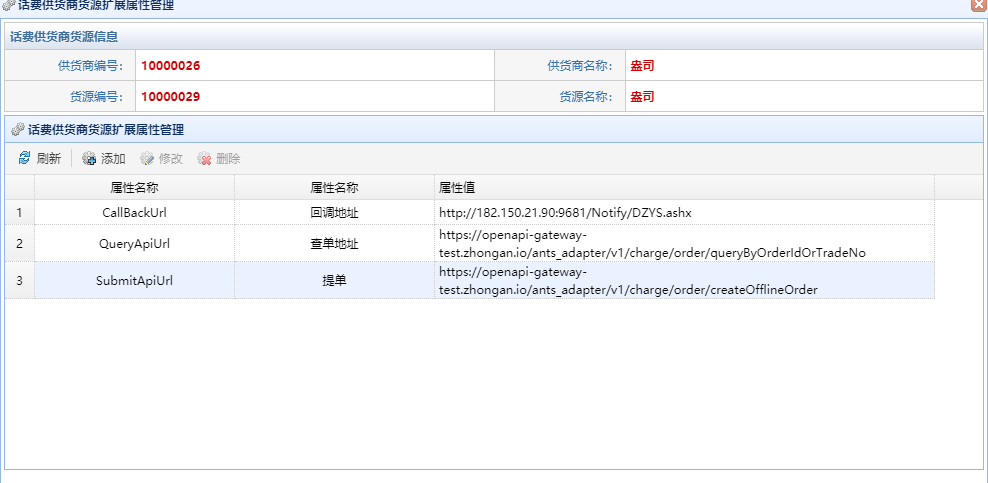 话费供货商货源扩展属性管理
话费供货商货源信息
供货商编号: 10000026 供货商名称: 盎司
货源编号: 10000029 货源名称: 盎司
话费供货商货源扩展属性管理
刷新 添加 修改 删除
属性名称 属性名称 属性值
1 CallBackUrl 回调地址 http://182.150.21.90:9681/Notify/DZYS.ashx
2 QueryApiUrl 查单地址 https://openapi-gateway-
test.zhongan.io/ants_adapter/v1/charge/order/queryByOrderIdOrTradeNo
3 SubmitApiUrl 提单 https://openapi-gateway-
test.zhongan.io/ants_adapter/v1/charge/order/createOfflineOrder